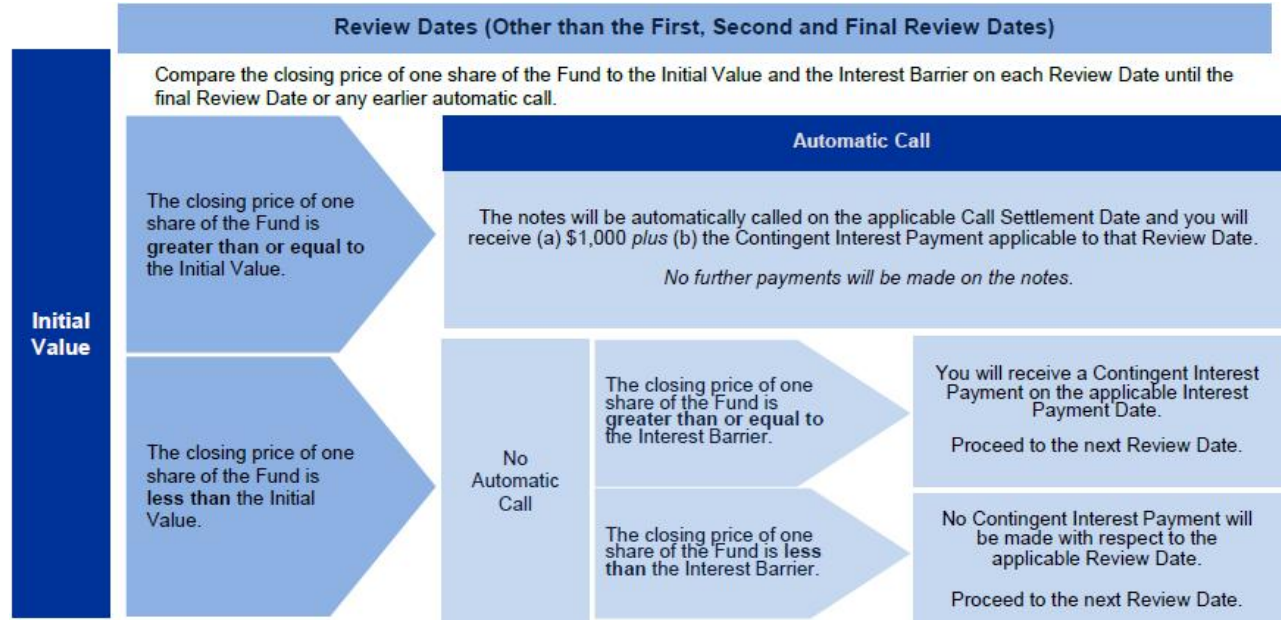 Review Dates (Other than the First, Second and Final Review Dates)
Compare the closing price of one share of the Fund to the Initial Value and the Interest Barrier on each Review Date until the
final Review Date or any earlier automatic call.
Initial
Value
The closing price of one
share of the Fund is
greater than or equal to
the Initial Value.
Automatic Call
The notes will be automatically called on the applicable Call Settlement Date and you will
receive (a) $1,000 plus (b) the Contingent Interest Payment applicable to that Review Date.
No further payments will be made on the notes.
The closing price of one
share of the Fund is
less than the Initial
Value.
No
Automatic
Call
The closing price of one
share of the Fund is
greater than or equal to
the Interest Barrier.
You will receive a Contingent Interest
Payment on the applicable Interest
Payment Date.
Proceed to the next Review Date.
The closing price of one
share of the Fund is less
than the Interest Barrier.
No Contingent Interest Payment will
be made with respect to the
applicable Review Date.
Proceed to the next Review Date.